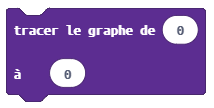 tracer le graphe de 0
à 0